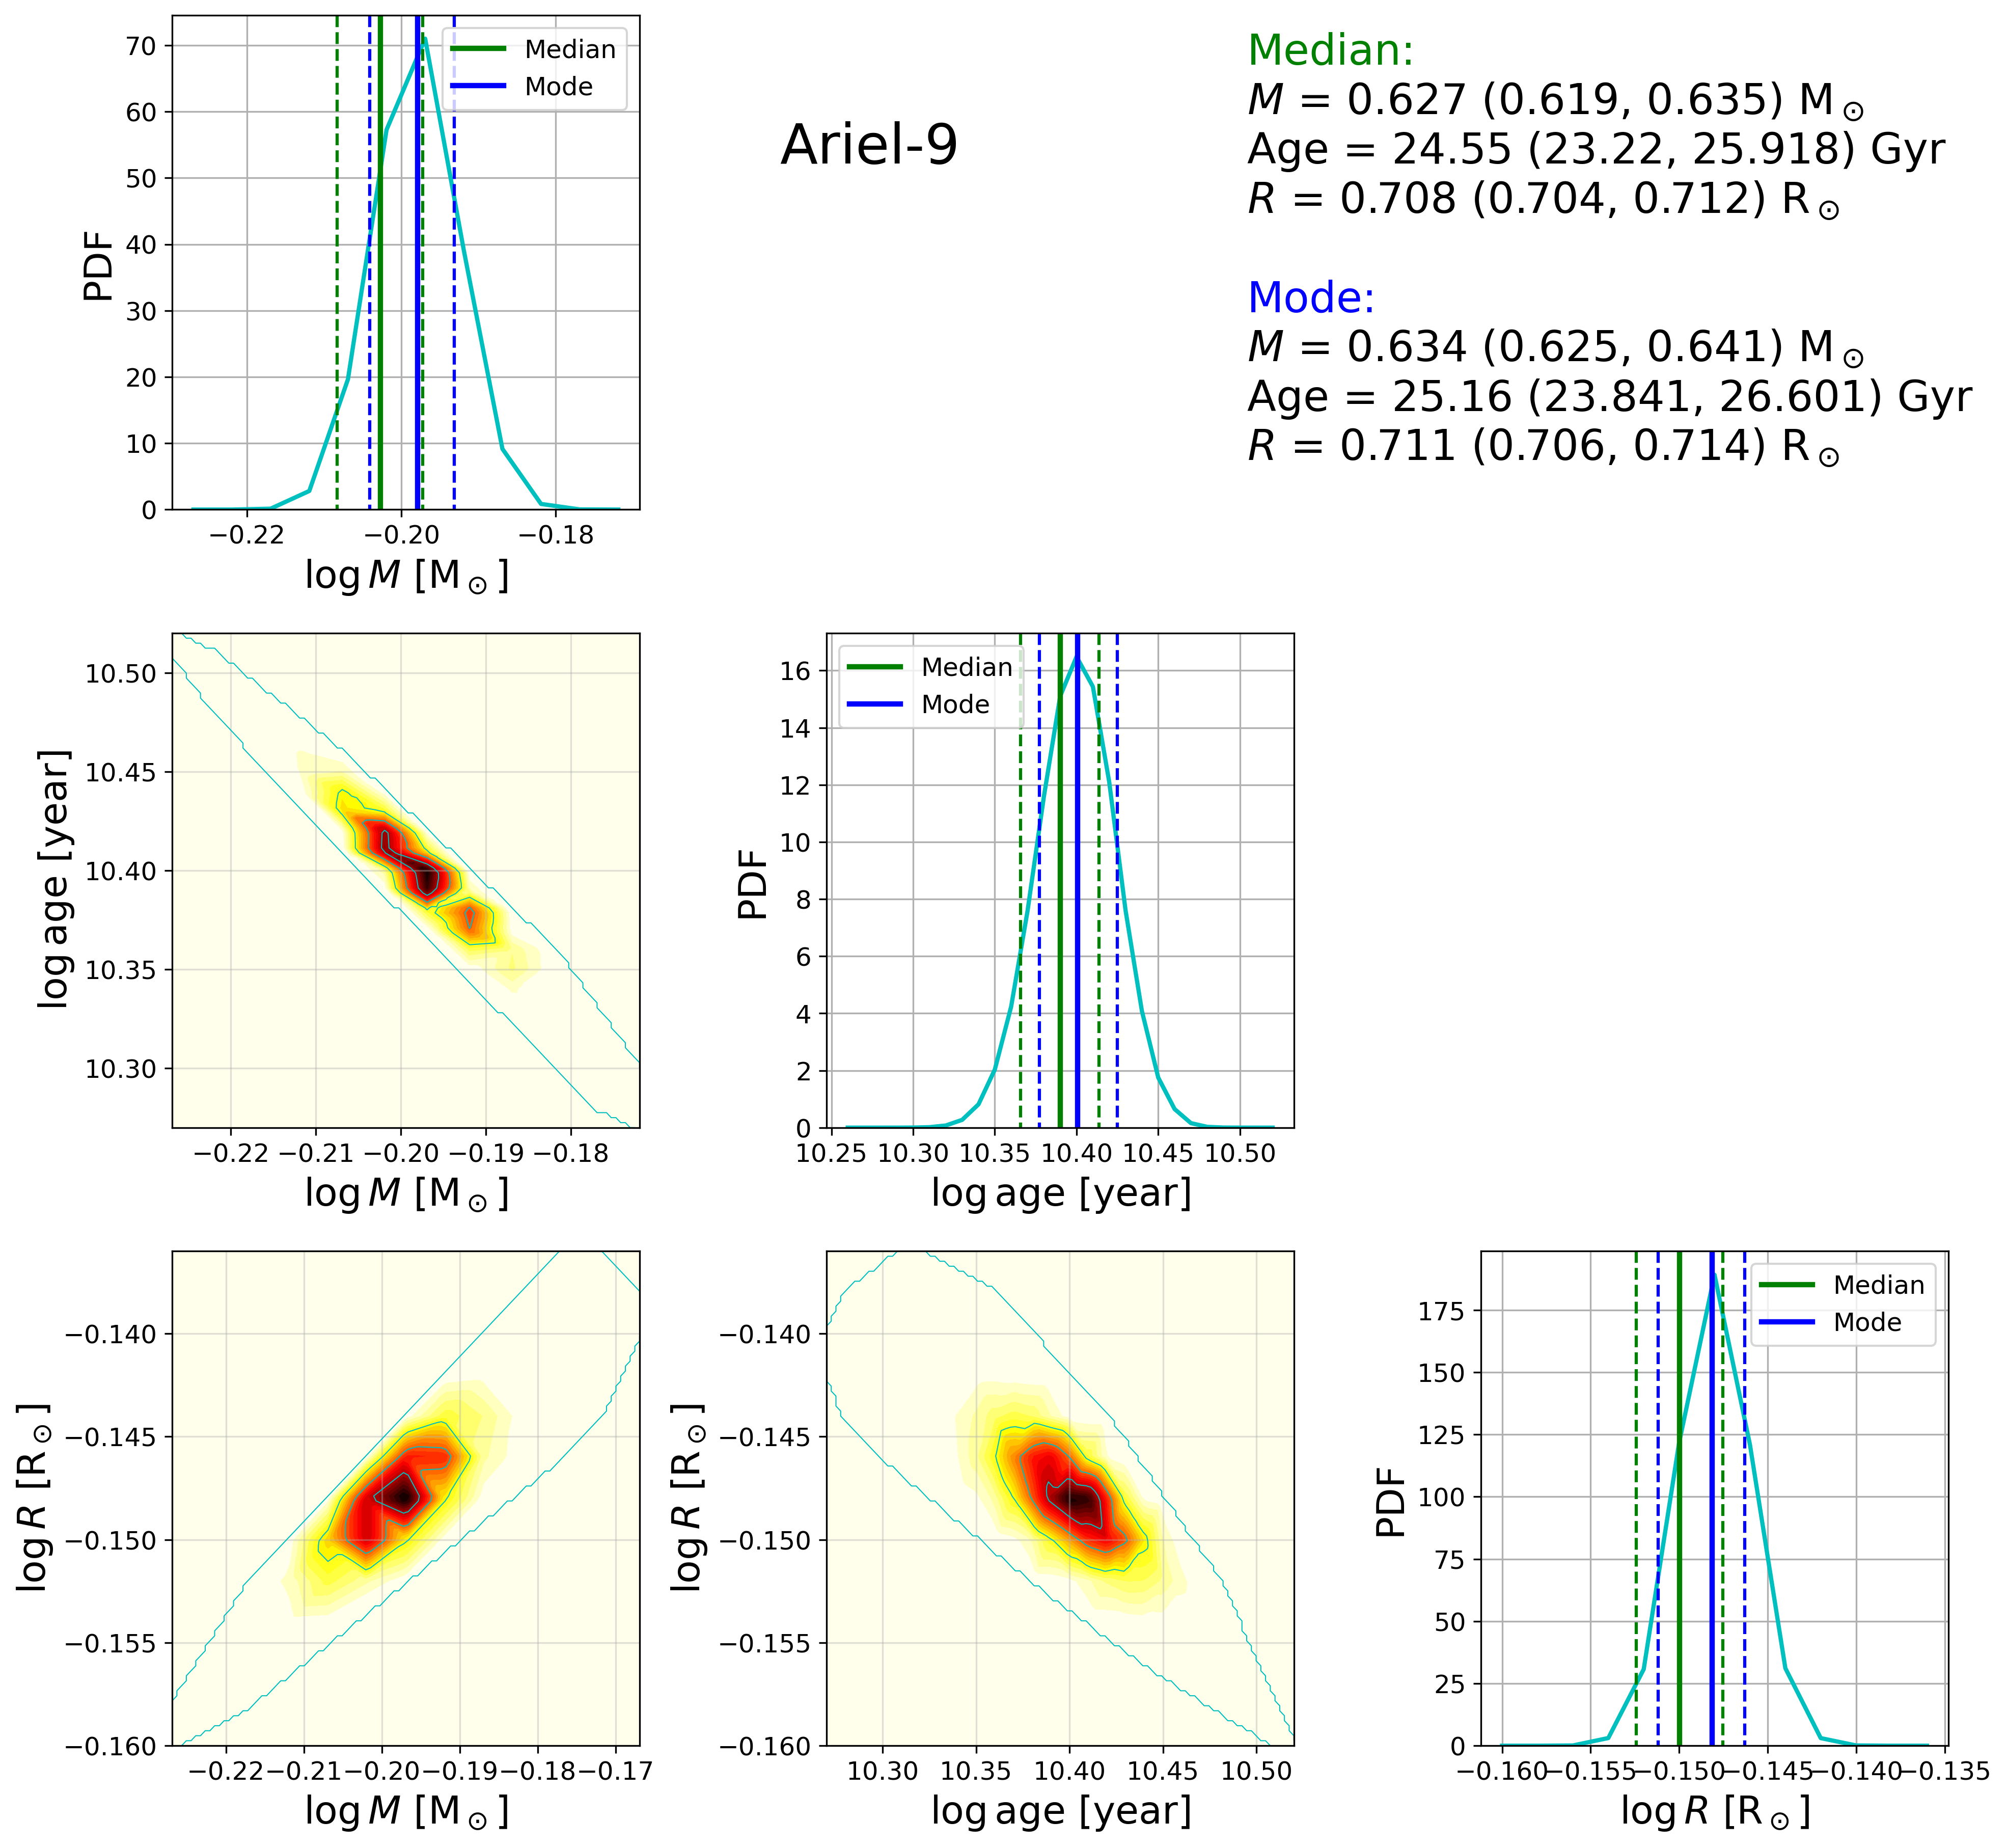 Median
Mode
70
60
50
40
30
20
10
0
PDF
−0.22 −0.20 −0.18
log M [M⊙]
Ariel-9
Median:
M = 0.627 (0.619, 0.635) M⊙
Age = 24.55 (23.22, 25.918) Gyr
R = 0.708 (0.704, 0.712) R⊙
Mode:
M = 0.634 (0.625, 0.641) M⊙
Age = 25.16 (23.841, 26.601) Gyr
R = 0.711 (0.706, 0.714) R⊙
10.50
10.45
10.40
10.35
10.30
log age [year]
−0.22 −0.21 −0.20 −0.19 −0.18
log M [M⊙]
Median
Mode
16
14
12
10
8
6
4
2
0
PDF
10.25 10.30 10.35 10.40 10.45 10.50
log age [year]
−0.140
−0.145
−0.150
−0.155
−0.160
log R [R⊙]
−0.22 −0.21 −0.20 −0.19 −0.18 −0.17
log M [M⊙]
−0.140
−0.145
−0.150
−0.155
−0.160
log R [R⊙]
10.30 10.35 10.40 10.45 10.50
log age [year]
Median
Mode
175
150
125
100
75
50
25
0
PDF
−0.160 −0.155 −0.150 −0.145 −0.140 −0.135
log R [R⊙]